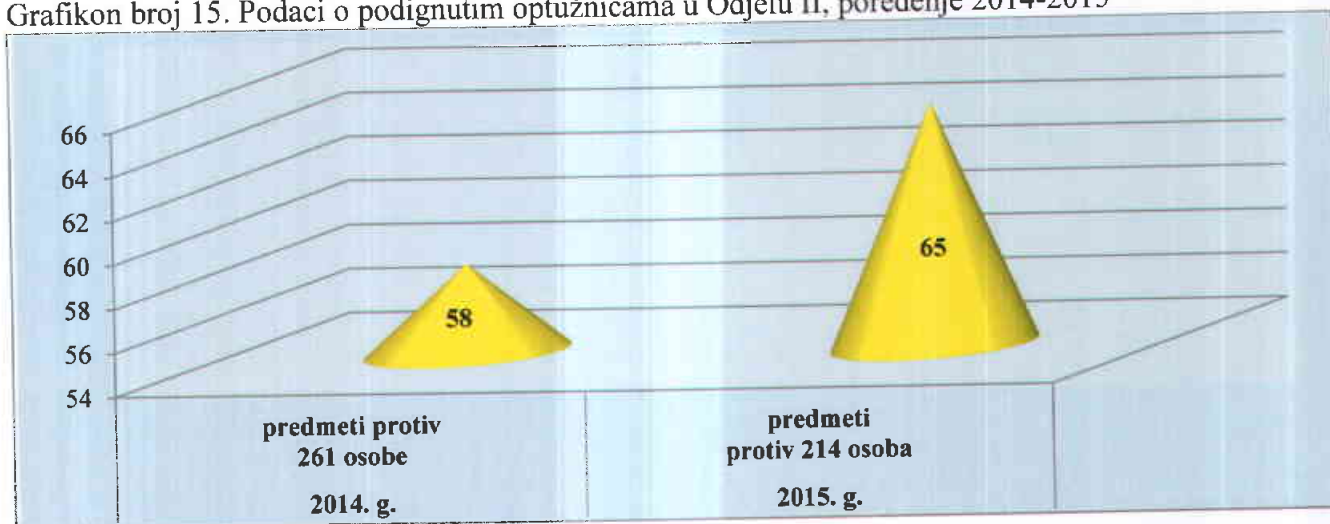 Grafikon broj 15. Podaci o podignutim optužnicama u Odjelu II, poređenje 2014-2015
66
64
62
60
58
56
54
58
65
predmeti protiv
261 osobe
predmeti
protiv 214 osoba
2014. g.
2015. g.